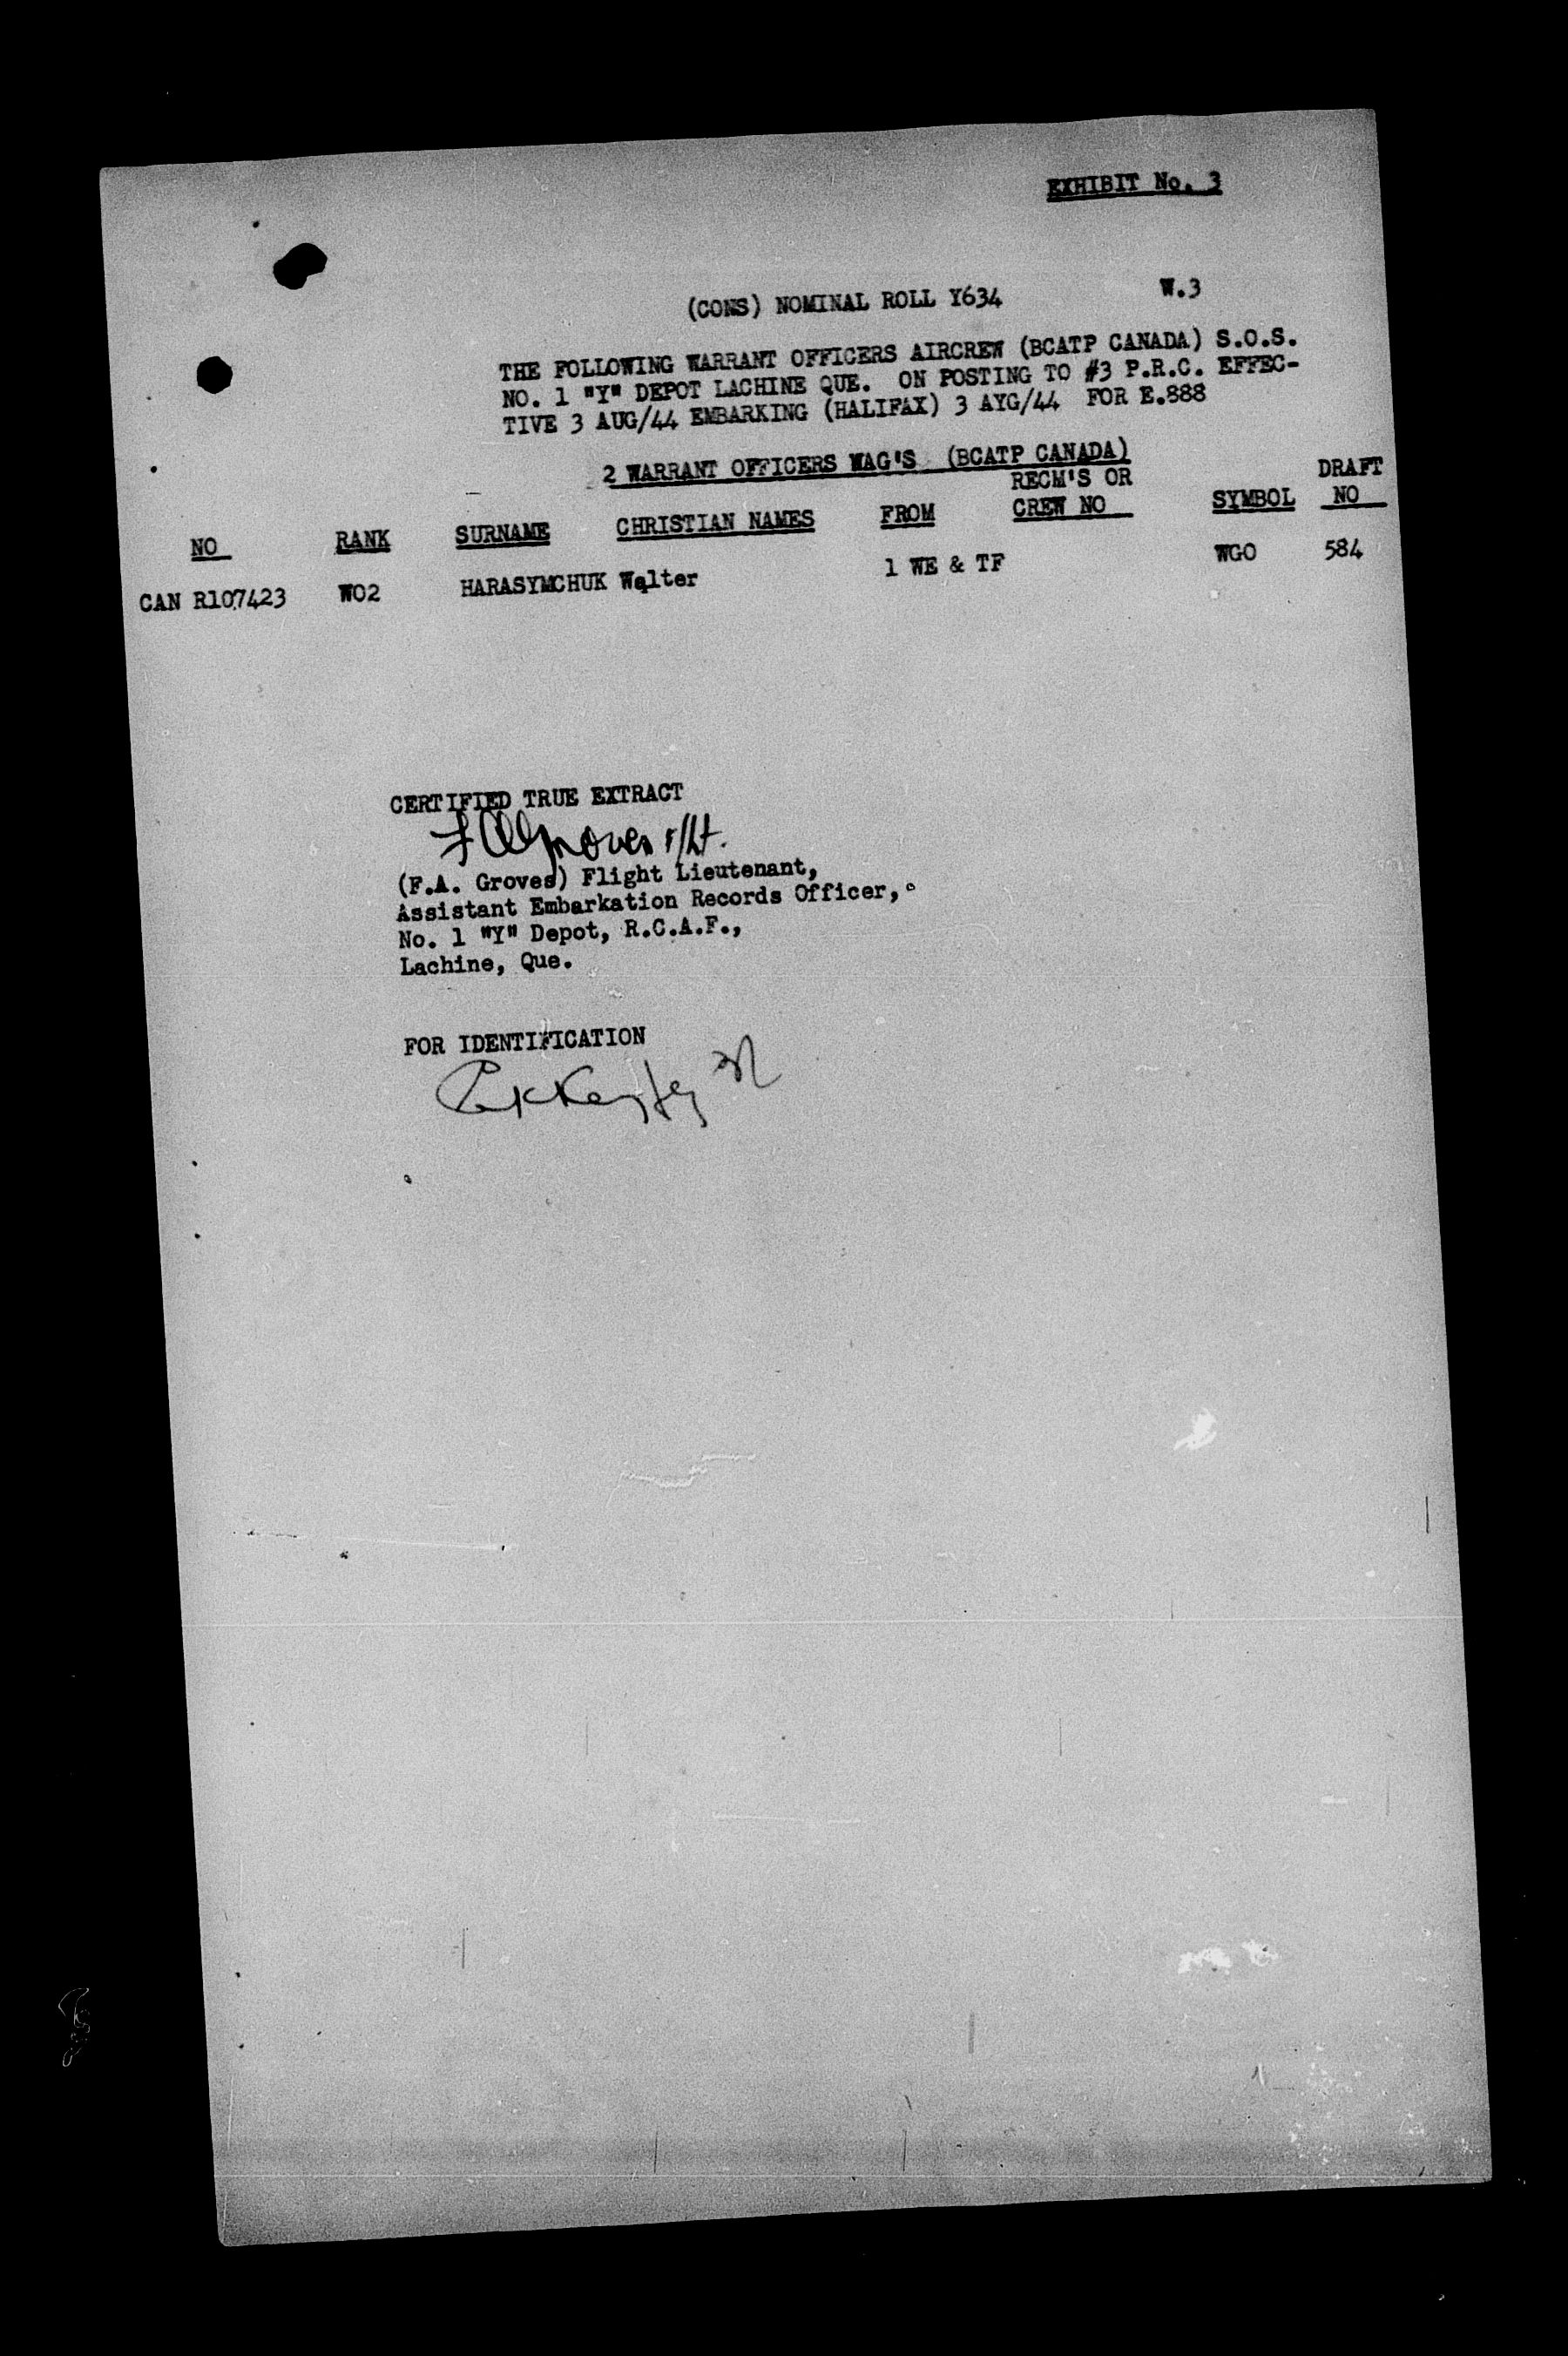 EXHIBIT No. 3
(CONS) NOMINAL ROLL Y634 W.3
THE FOLLOWING WARRANT OFFICERS AIRCREW (BCATP CANADA) S.O.S.
NO. 1 "Y" DEPOT LACHINE QUE. ON POSTING TO #3 P.R.C. EFFEC-
TIVE 3 AUG/44 EMBARKING (HALIFAX) 3 AYG/44 FOR E.888
2 WARRANT OFFICERS WAG'S (BCATP CANADA)
NO RANK SURNAME CHRISTIAN NAMES FROM RECM'S OR CREW NO SYMBOL DRAFT NO
CAN R107423 WO2 HARASYMCHUK Walter 1 WE & TF WGO 584
CERTIFIED TRUE EXTRACT
F A Groves F/Lt.
(F.A. Groves) Flight Lieutenant,
Assistant Embarkation Records Officer,
No. 1 "Y" Depot, R.C.A.F.,
Lachine, Que.
FOR IDENTIFICATION